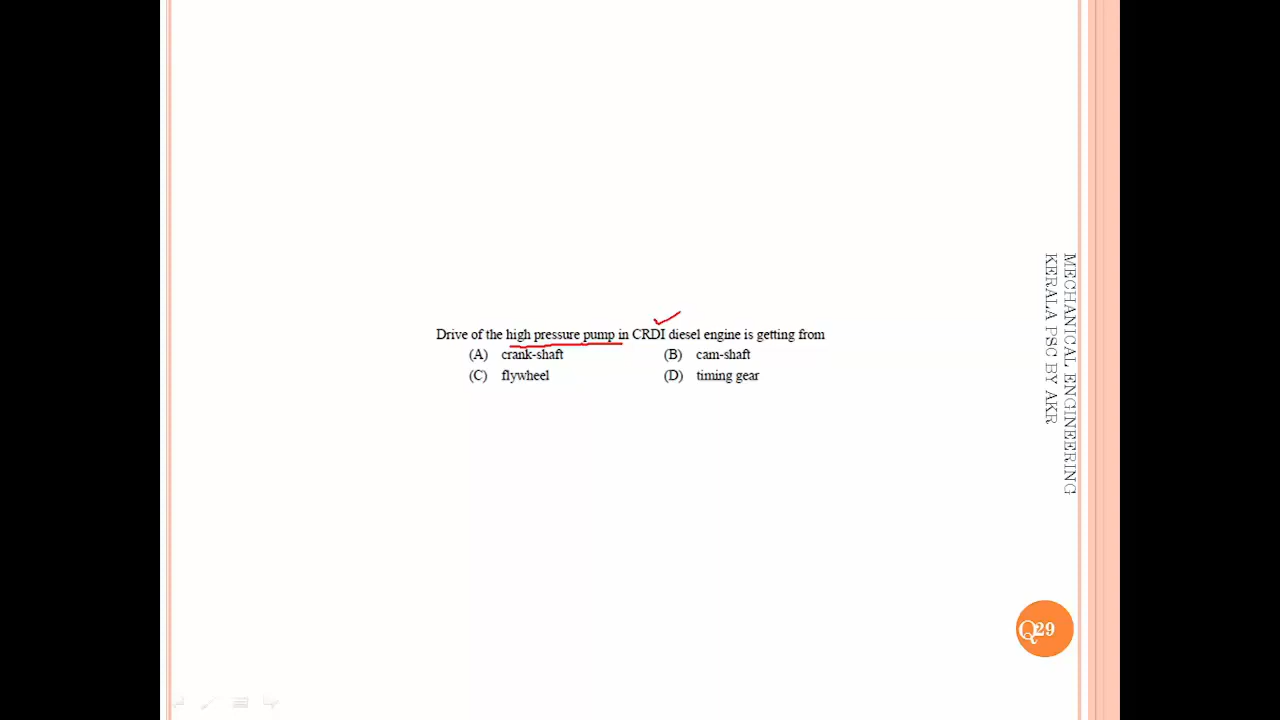 Drive of the high pressure pump in CRDI diesel engine is getting from
(A) crank-shaft (B) cam-shaft
(C) flywheel (D) timing gear
MECHANICAL ENGINEERING
KERALA PSC BY AKR
Q29